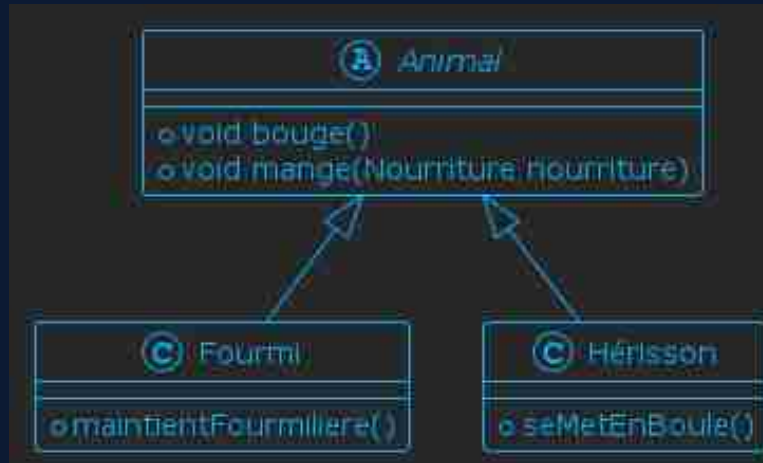 A Animal
void bouge()
void mange(Nourriture nourriture)
C Fourmi
maintientFourmiliere()
C Hérisson
seMetEnBoule()